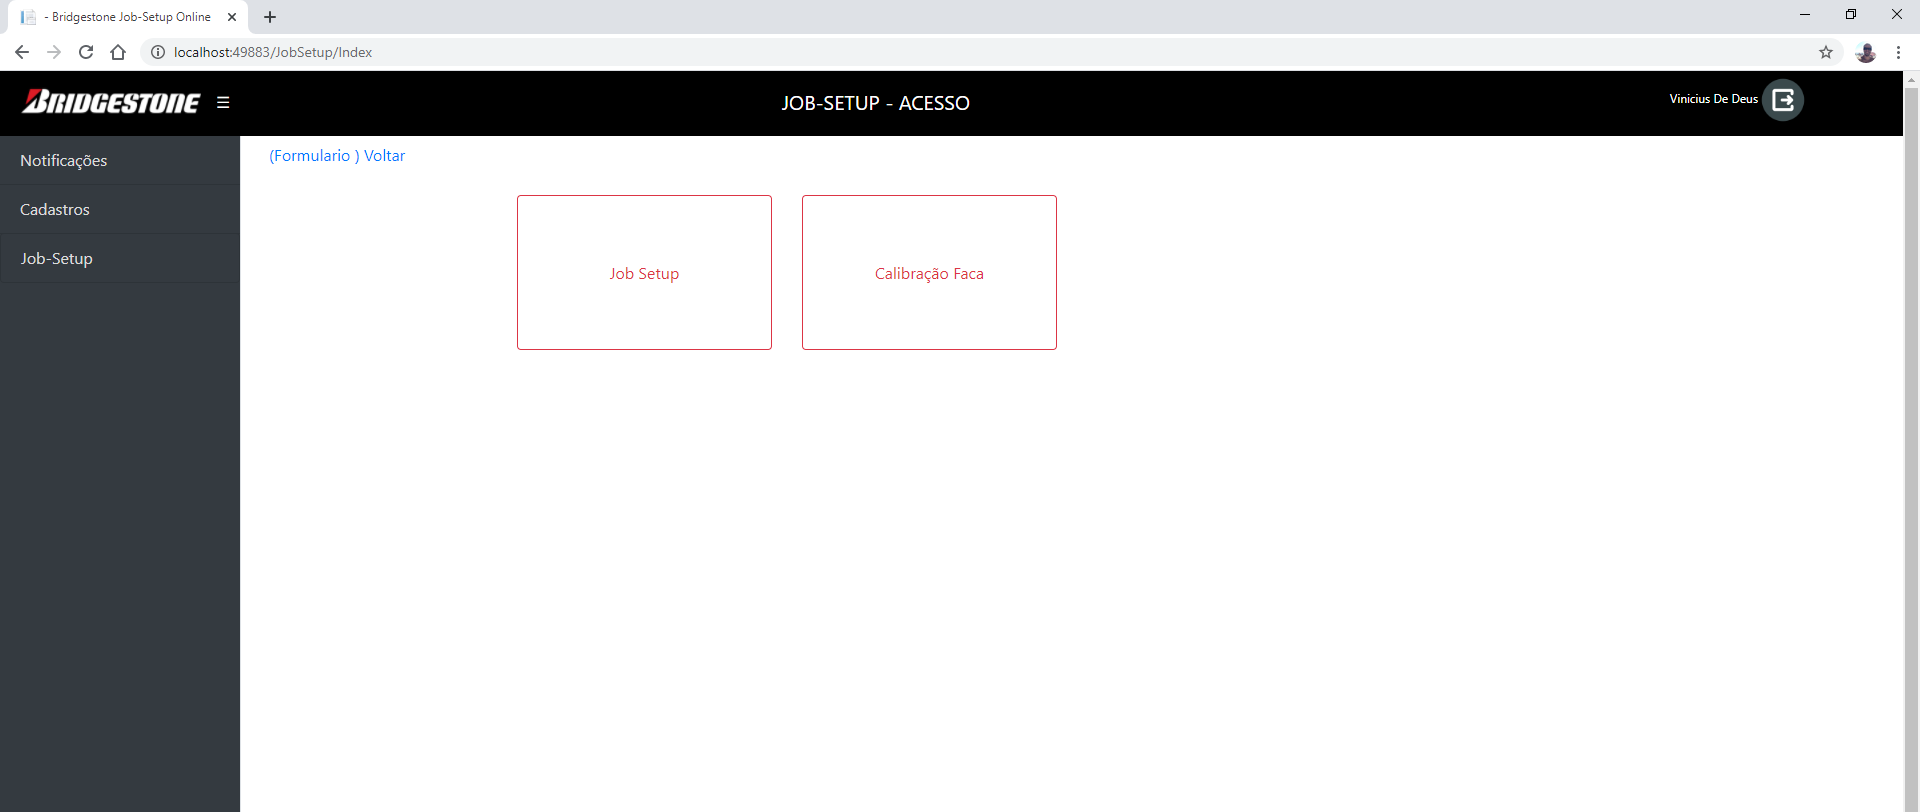 - Bridgestone Job-Setup Online
localhost:49883/JobSetup/Index
BRIDGESTONE
JOB-SETUP - ACESSO
Vinicius De Deus
Notificações
(Formulario ) Voltar
Cadastros
Job-Setup
Job Setup
Calibração Faca